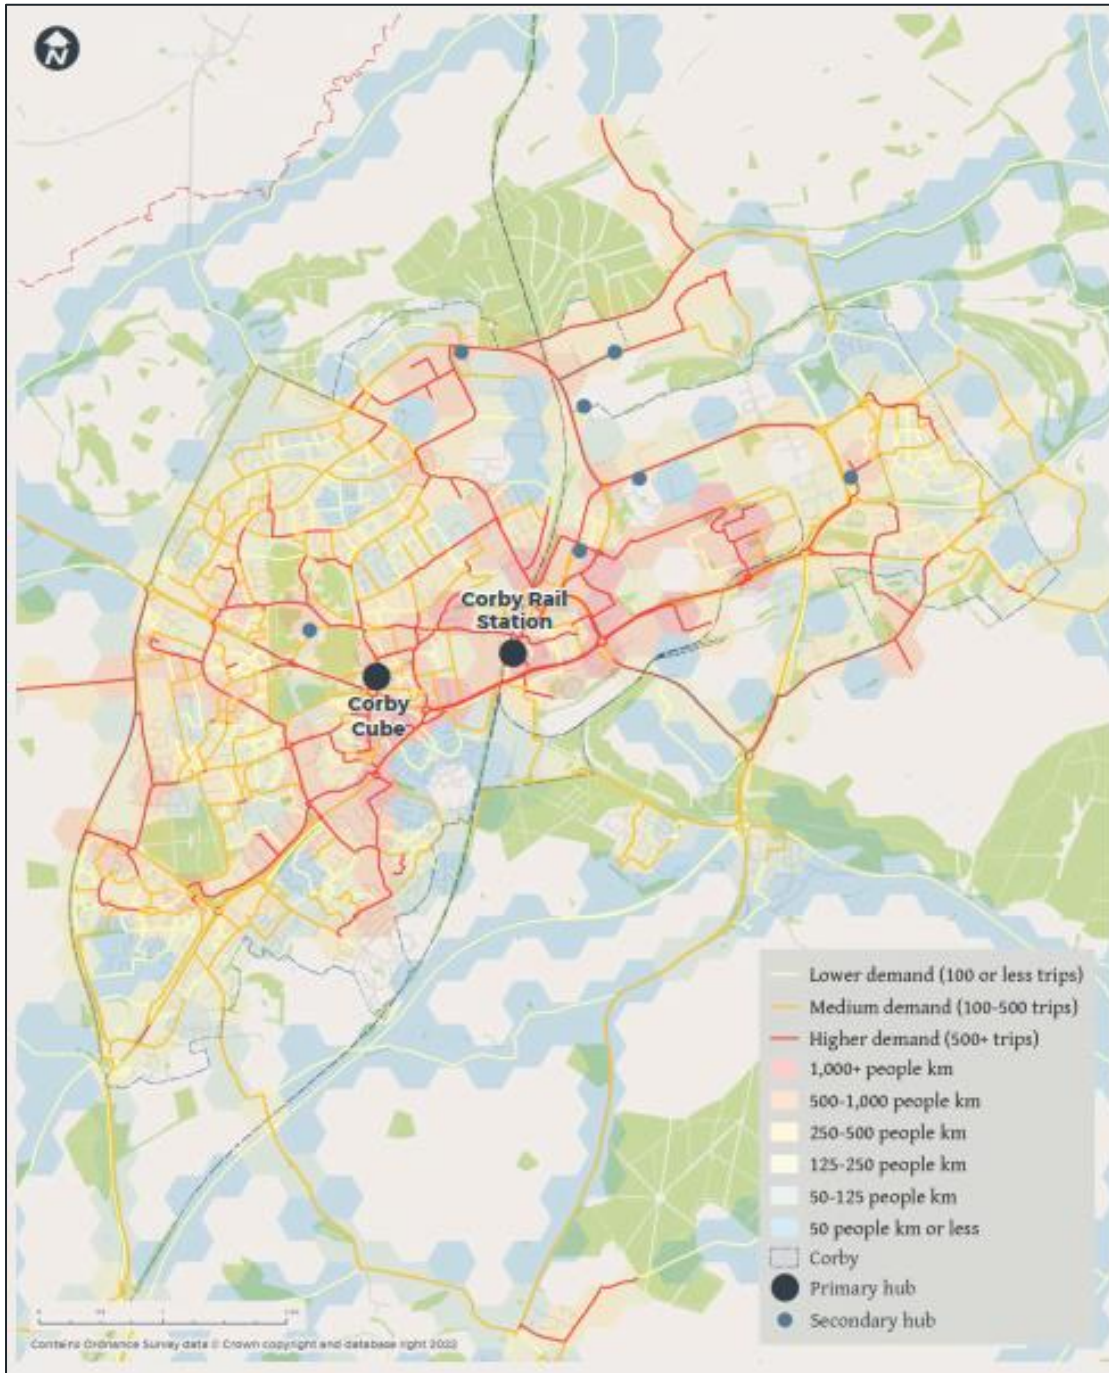 N
Corby Rail
Station
Corby
Cube
Lower demand (100 or less trips)
Medium demand (100-500 trips)
Higher demand (500+ trips)
1,000+ people km
500-1,000 people km
250-500 people km
125-250 people km
50-125 people km
50 people km or less
Corby
Primary hub
Secondary hub
Contains Ordnance Survey data © Crown copyright and database right 2022